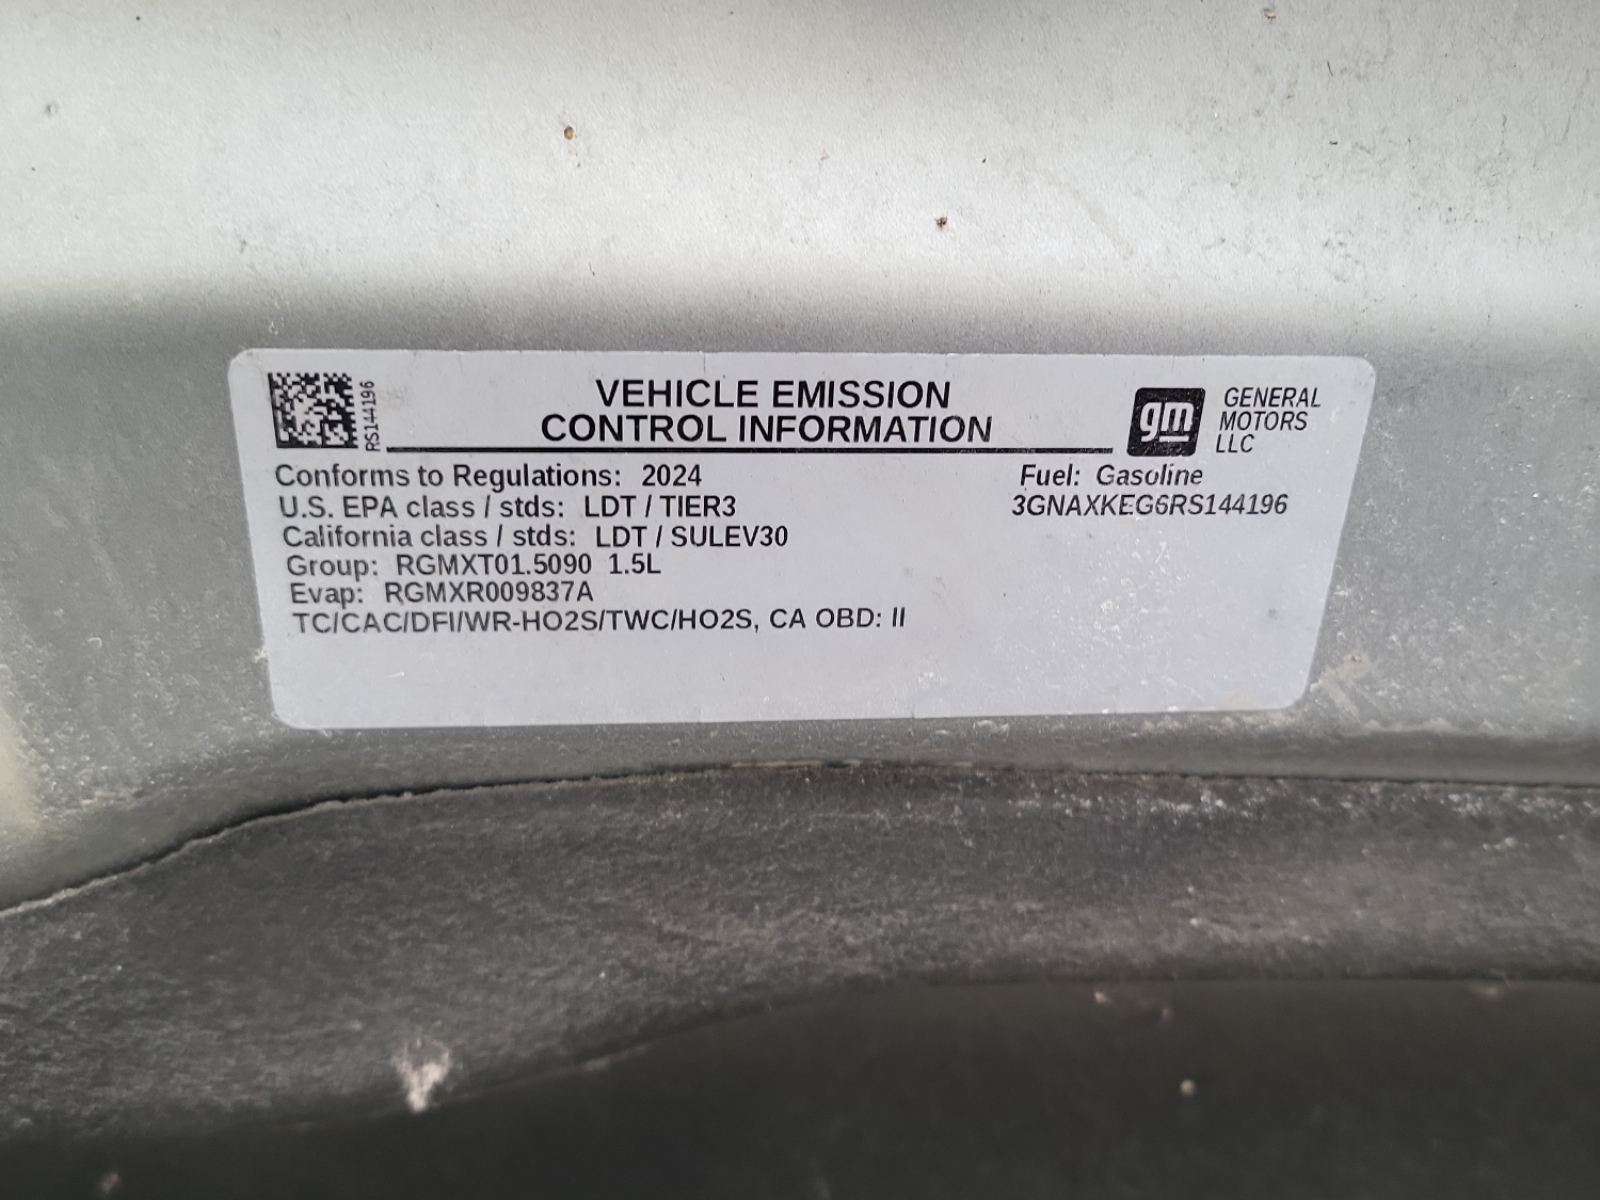 RS144196
VEHICLE EMISSION
CONTROL INFORMATION
gm
GENERAL
MOTORS
LLC
Conforms to Regulations: 2024
Fuel: Gasoline
U.S. EPA class / stds: LDT / TIER3
3GNAXKEG6RS144196
California class / stds: LDT / SULEV30
Group: RGMXT01.5090 1.5L
Evap: RGMXR009837A
TC/CAC/DFI/WR-HO2S/TWC/HO2S, CA OBD: II